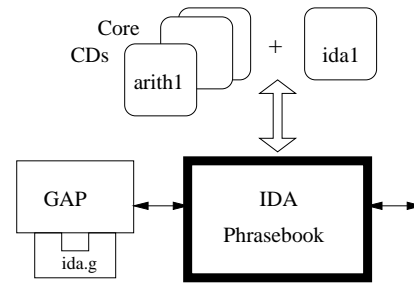 Core
CDs
arith1
+
ida1
GAP
ida.g
IDA
Phrasebook